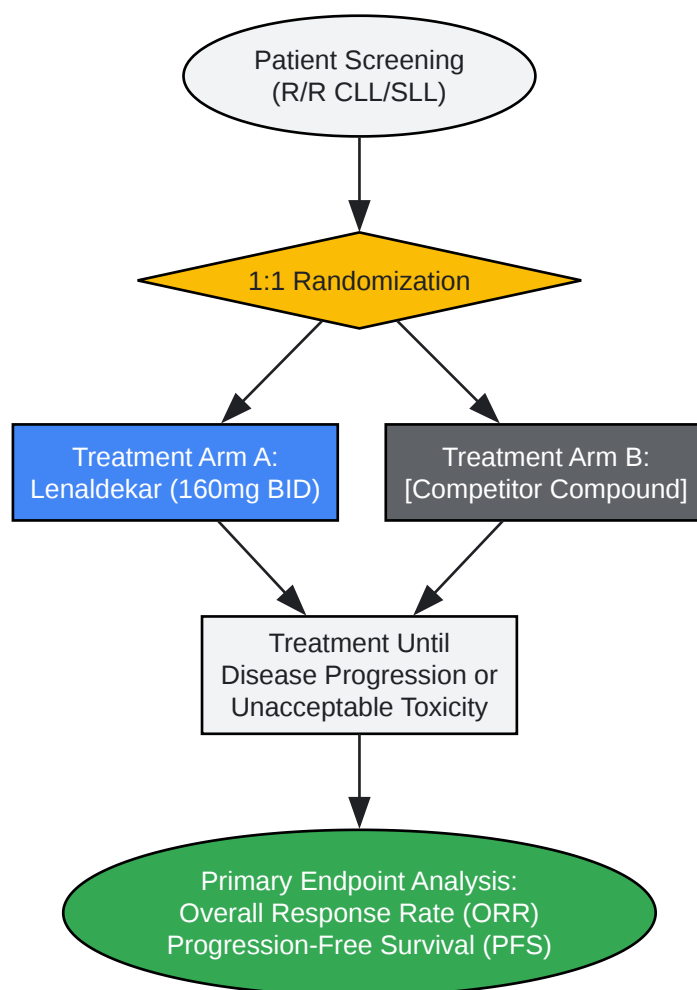 Patient Screening
(R/R CLL/SLL)
1:1 Randomization
Treatment Arm A:
Lenaldekar (160mg BID)
Treatment Arm B:
[Competitor Compound]
Treatment Until
Disease Progression or
Unacceptable Toxicity
Primary Endpoint Analysis:
Overall Response Rate (ORR)
Progression-Free Survival (PFS)